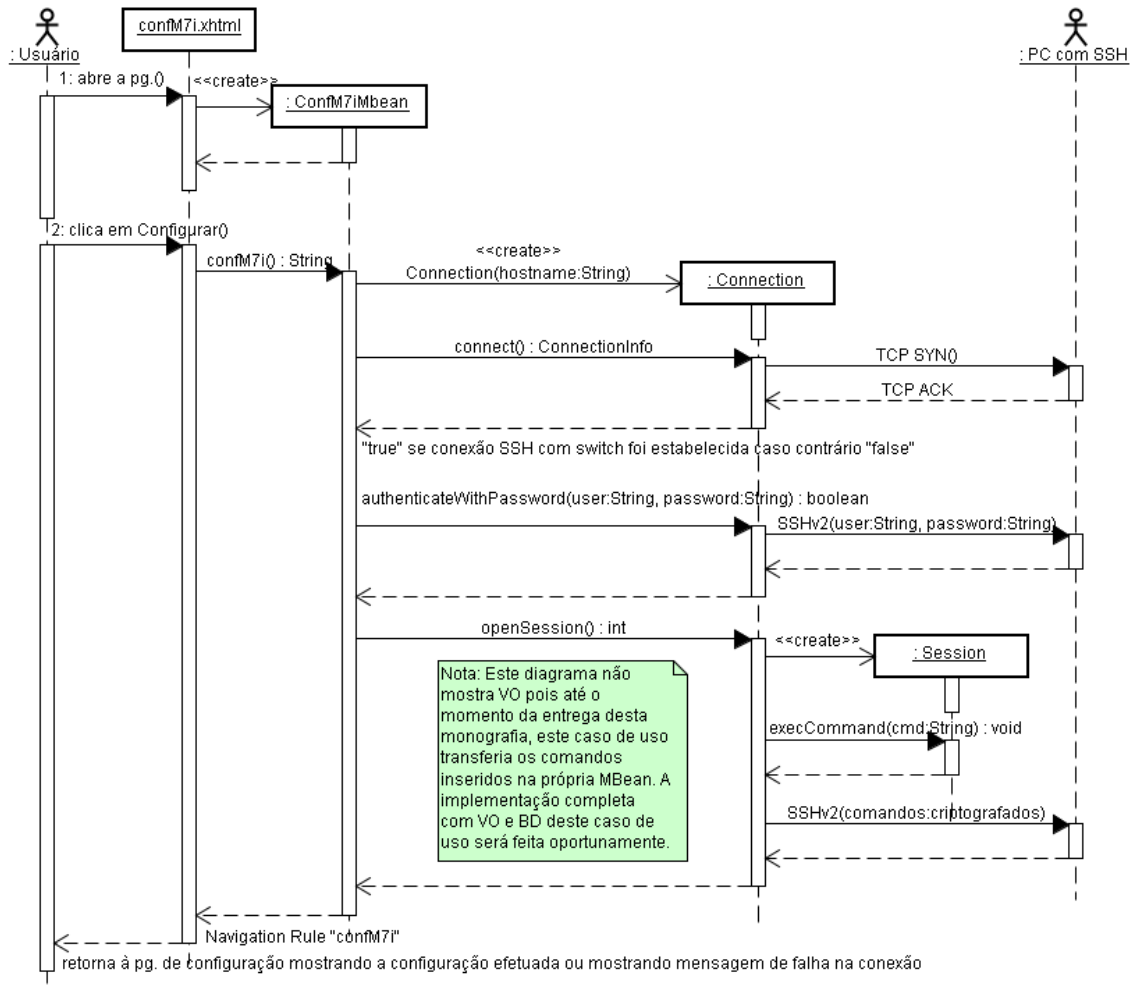 confM7i.xhtml
: Usuário
: PC com SSH
1: abre a pg.()
<<create>>
: ConfM7iMbean
2: clica em Configurar()
confM7i() : String
<<create>>
Connection(hostname:String)
: Connection
connect() : ConnectionInfo
TCP SYN()
TCP ACK
"true" se conexão SSH com switch foi estabelecida caso contrário "false"
authenticateWithPassword(user:String, password:String) : boolean
SSHv2(user:String, password:String)
openSession() : int
<<create>>
: Session
Nota: Este diagrama não
mostra VO pois até o
momento da entrega desta
monografia, este caso de uso
transferia os comandos
inseridos na própria MBean. A
implementação completa
com VO e BD deste caso de
uso será feita oportunamente.
execCommand(cmd:String) : void
SSHv2(comandos:criptografados)
Navigation Rule "confM7i"
retorna à pg. de configuração mostrando a configuração efetuada ou mostrando mensagem de falha na conexão